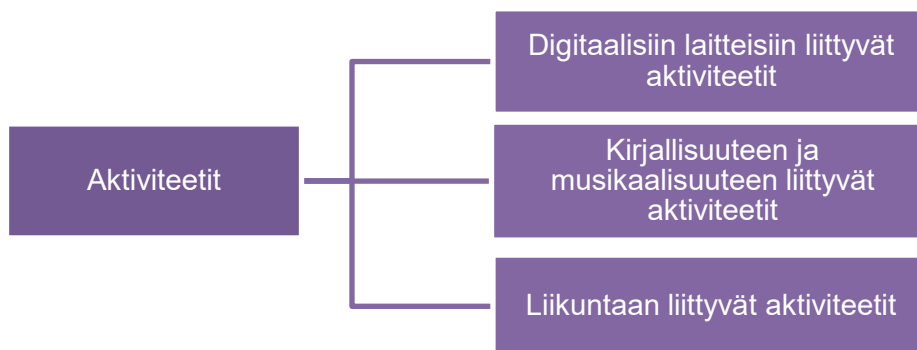 Aktiviteetit
Digitaalisiin laitteisiin liittyvät
aktiviteetit
Kirjallisuuteen ja
musikaalisuuteen liittyvät
aktiviteetit
Liikuntaan liittyvät aktiviteetit